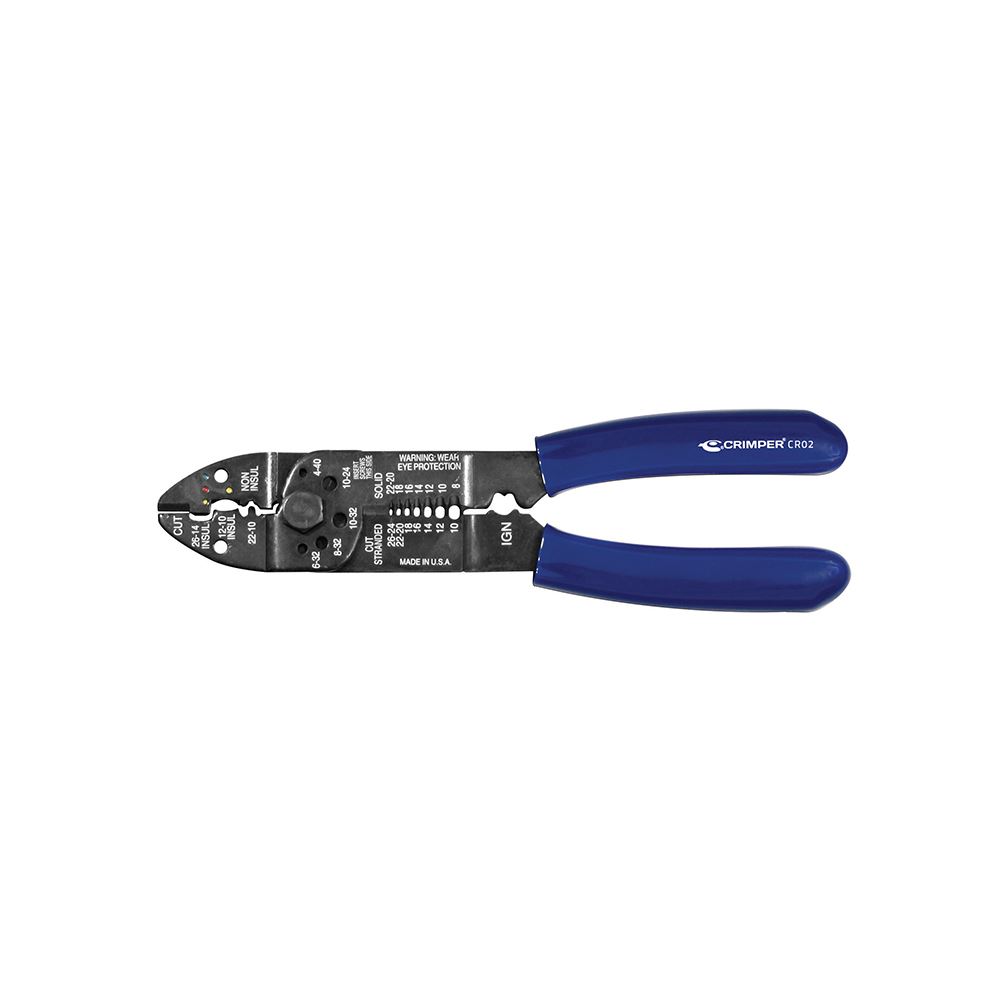 CRIMPER® CR02
WARNING: WEAR
EYE PROTECTION
4-40
10-24
INSERT
SCREWS
THIS SIDE
NON
INSUL
SOLID
22-20
18
16
14
12
10
8
CUT
26-14
INSUL
12-10
INSUL
22-10
6-32
8-32
10-32
CUT
STRANDED
26-24
22-20
18
16
14
12
10
IGN
MADE IN U.S.A.